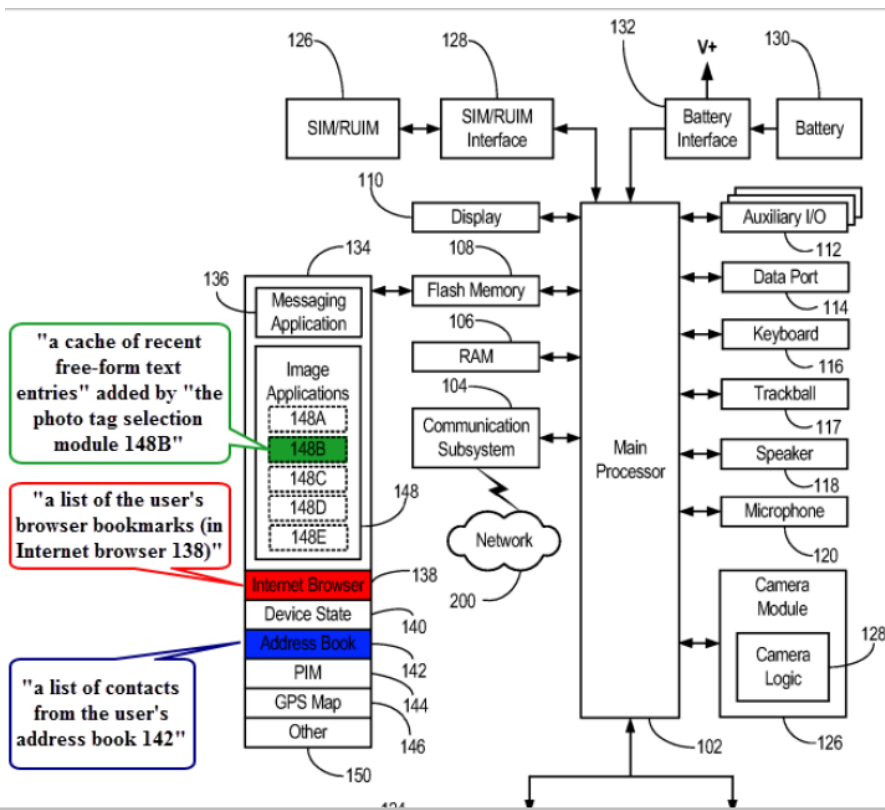 126
128
132
V+
130
SIM/RUIM
SIM/RUIM
Interface
Battery
Interface
Battery
110
Display
Auxiliary I/O
112
134
108
136
Messaging
Application
Flash Memory
Data Port
114
"a cache of recent
free-form text
entries" added by "the
photo tag selection
module 148B"
Image
Applications
148A
148B
148C
148D
148E
148
106
RAM
Keyboard
116
104
Communication
Subsystem
Main
Processor
Trackball
117
Speaker
118
Microphone
120
Network
200
"a list of the user's
browser bookmarks (in
Internet browser 138)"
Internet Browser
138
Device State
140
Address Book
142
"a list of contacts
from the user's
address book 142"
PIM
144
GPS Map
146
Other
150
Camera
Module
Camera
Logic
128
126
102